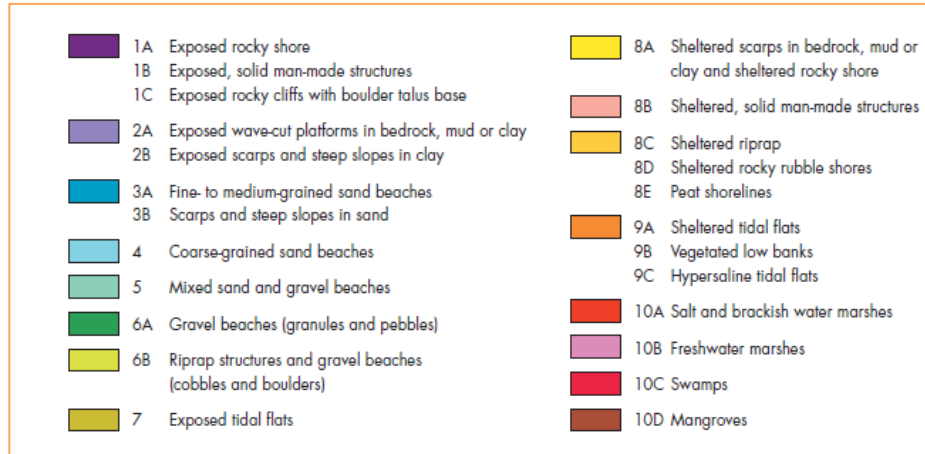 1A Exposed rocky shore
1B Exposed, solid man-made structures
1C Exposed rocky cliffs with boulder talus base
2A Exposed wave-cut platforms in bedrock, mud or clay
2B Exposed scarps and steep slopes in clay
3A Fine- to medium-grained sand beaches
3B Scarps and steep slopes in sand
4 Coarse-grained sand beaches
5 Mixed sand and gravel beaches
6A Gravel beaches (granules and pebbles)
6B Riprap structures and gravel beaches
(cobbles and boulders)
7 Exposed tidal flats
8A Sheltered scarps in bedrock, mud or
clay and sheltered rocky shore
8B Sheltered, solid man-made structures
8C Sheltered riprap
8D Sheltered rocky rubble shores
8E Peat shorelines
9A Sheltered tidal flats
9B Vegetated low banks
9C Hypersaline tidal flats
10A Salt and brackish water marshes
10B Freshwater marshes
10C Swamps
10D Mangroves